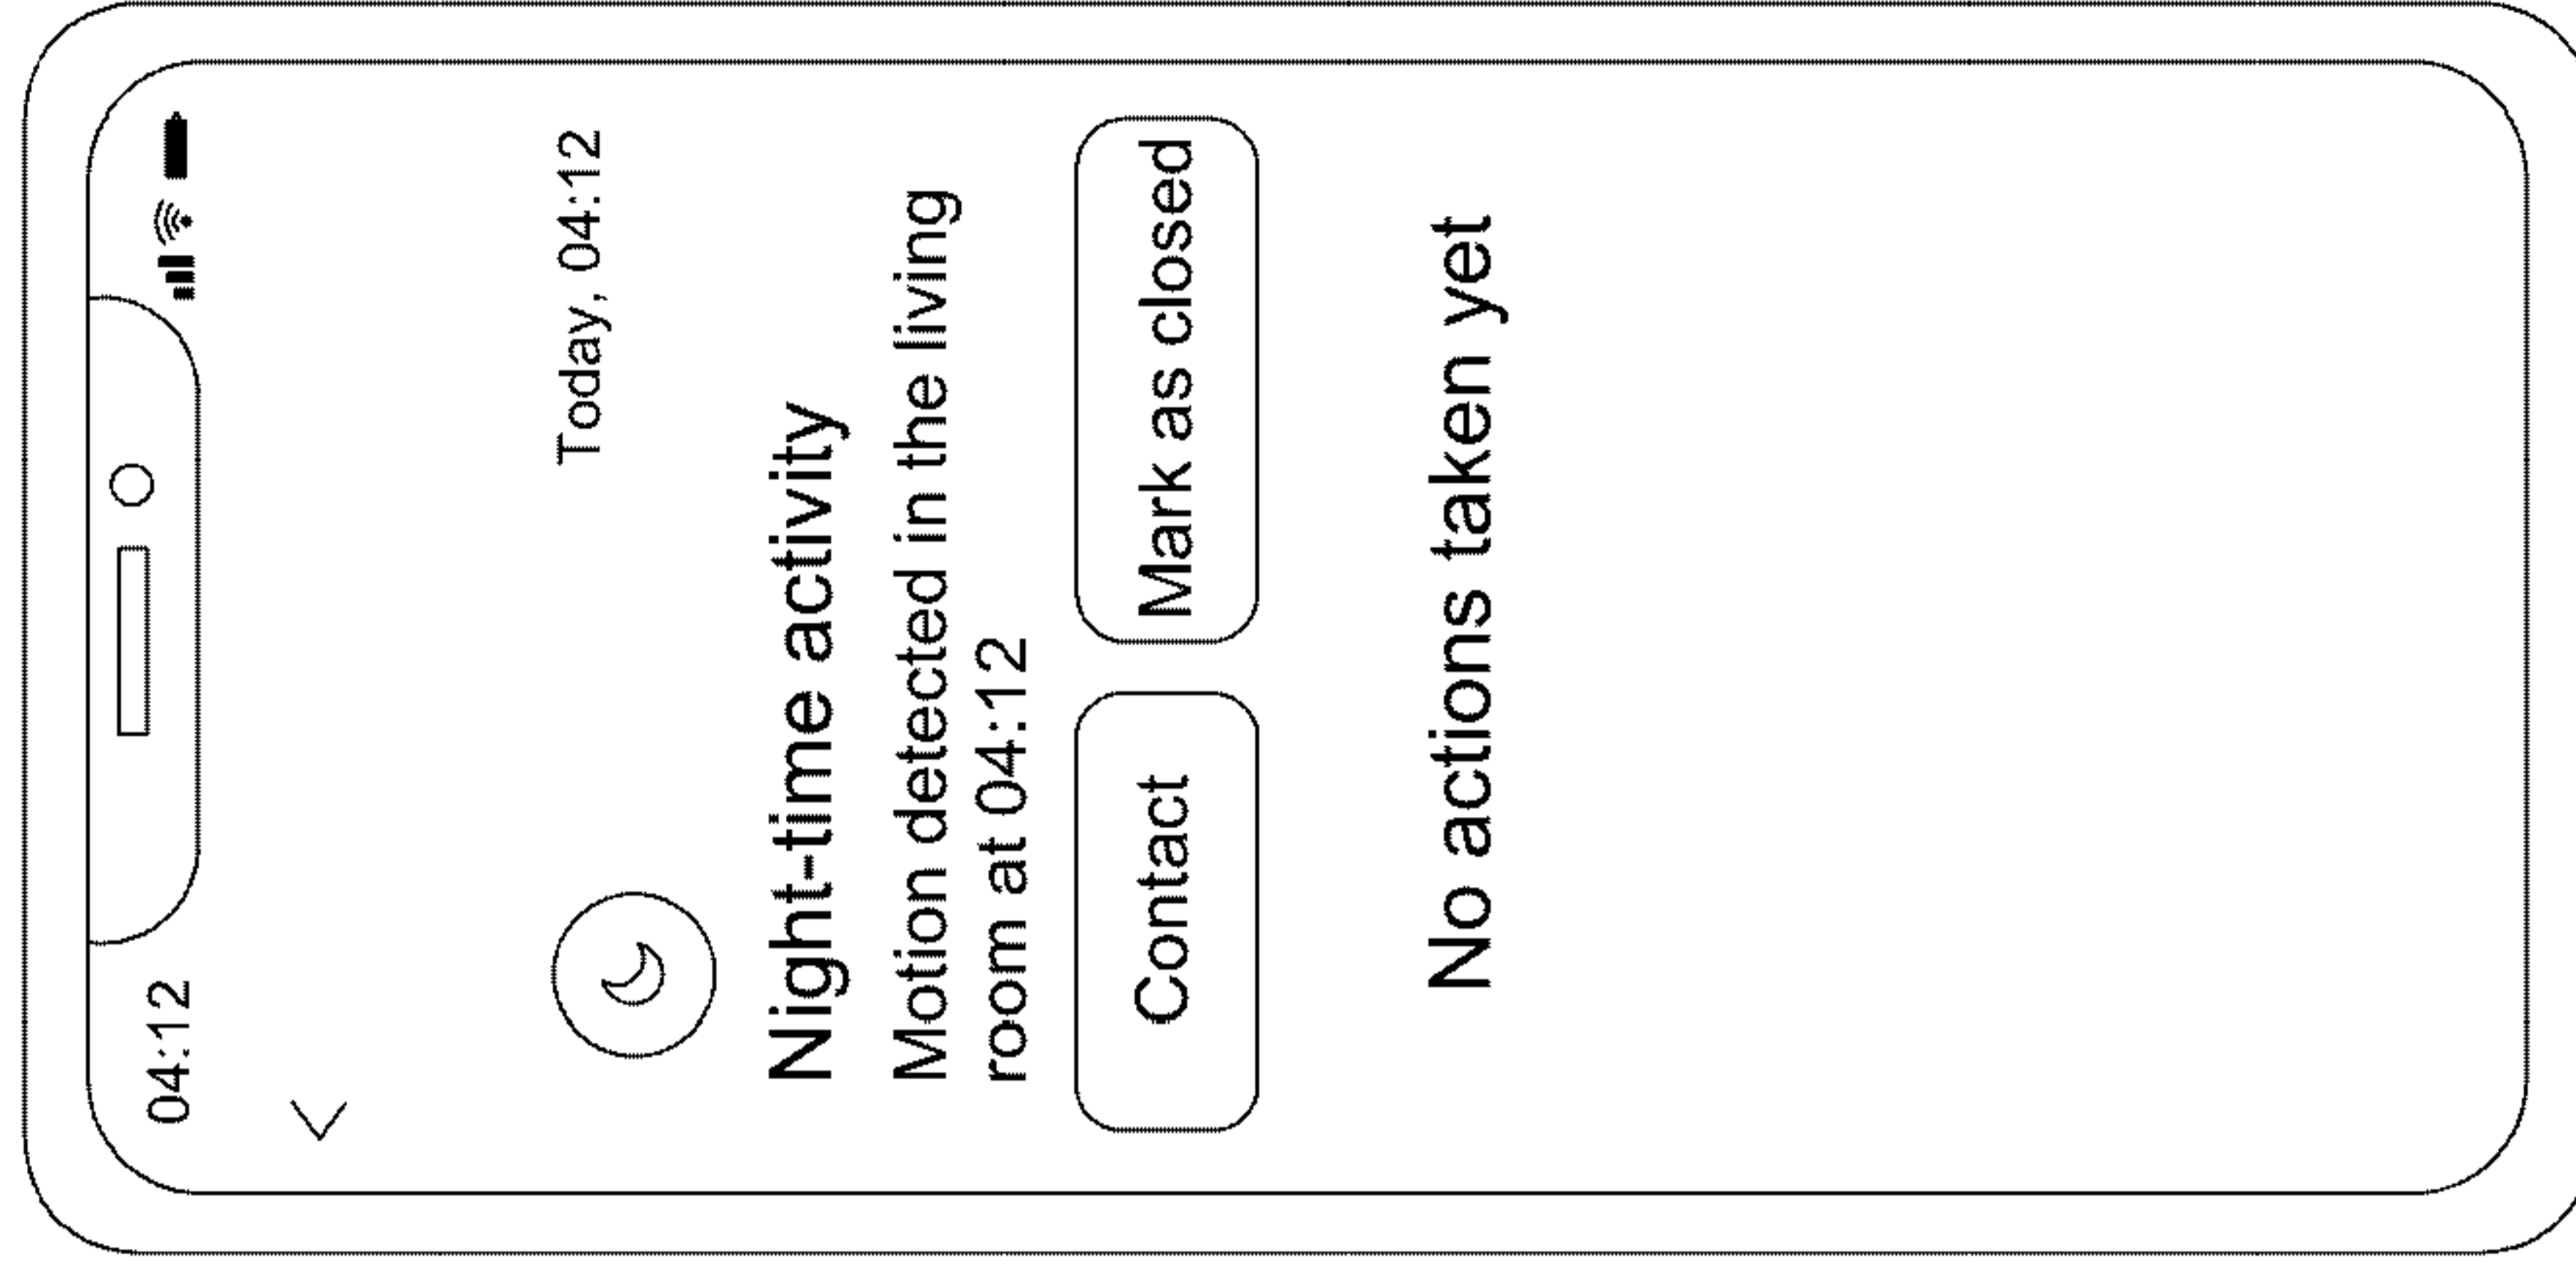 04:12
Today, 04:12
Night-time activity
Motion detected in the living
room at 04:12
Contact
Mark as closed
No actions taken yet